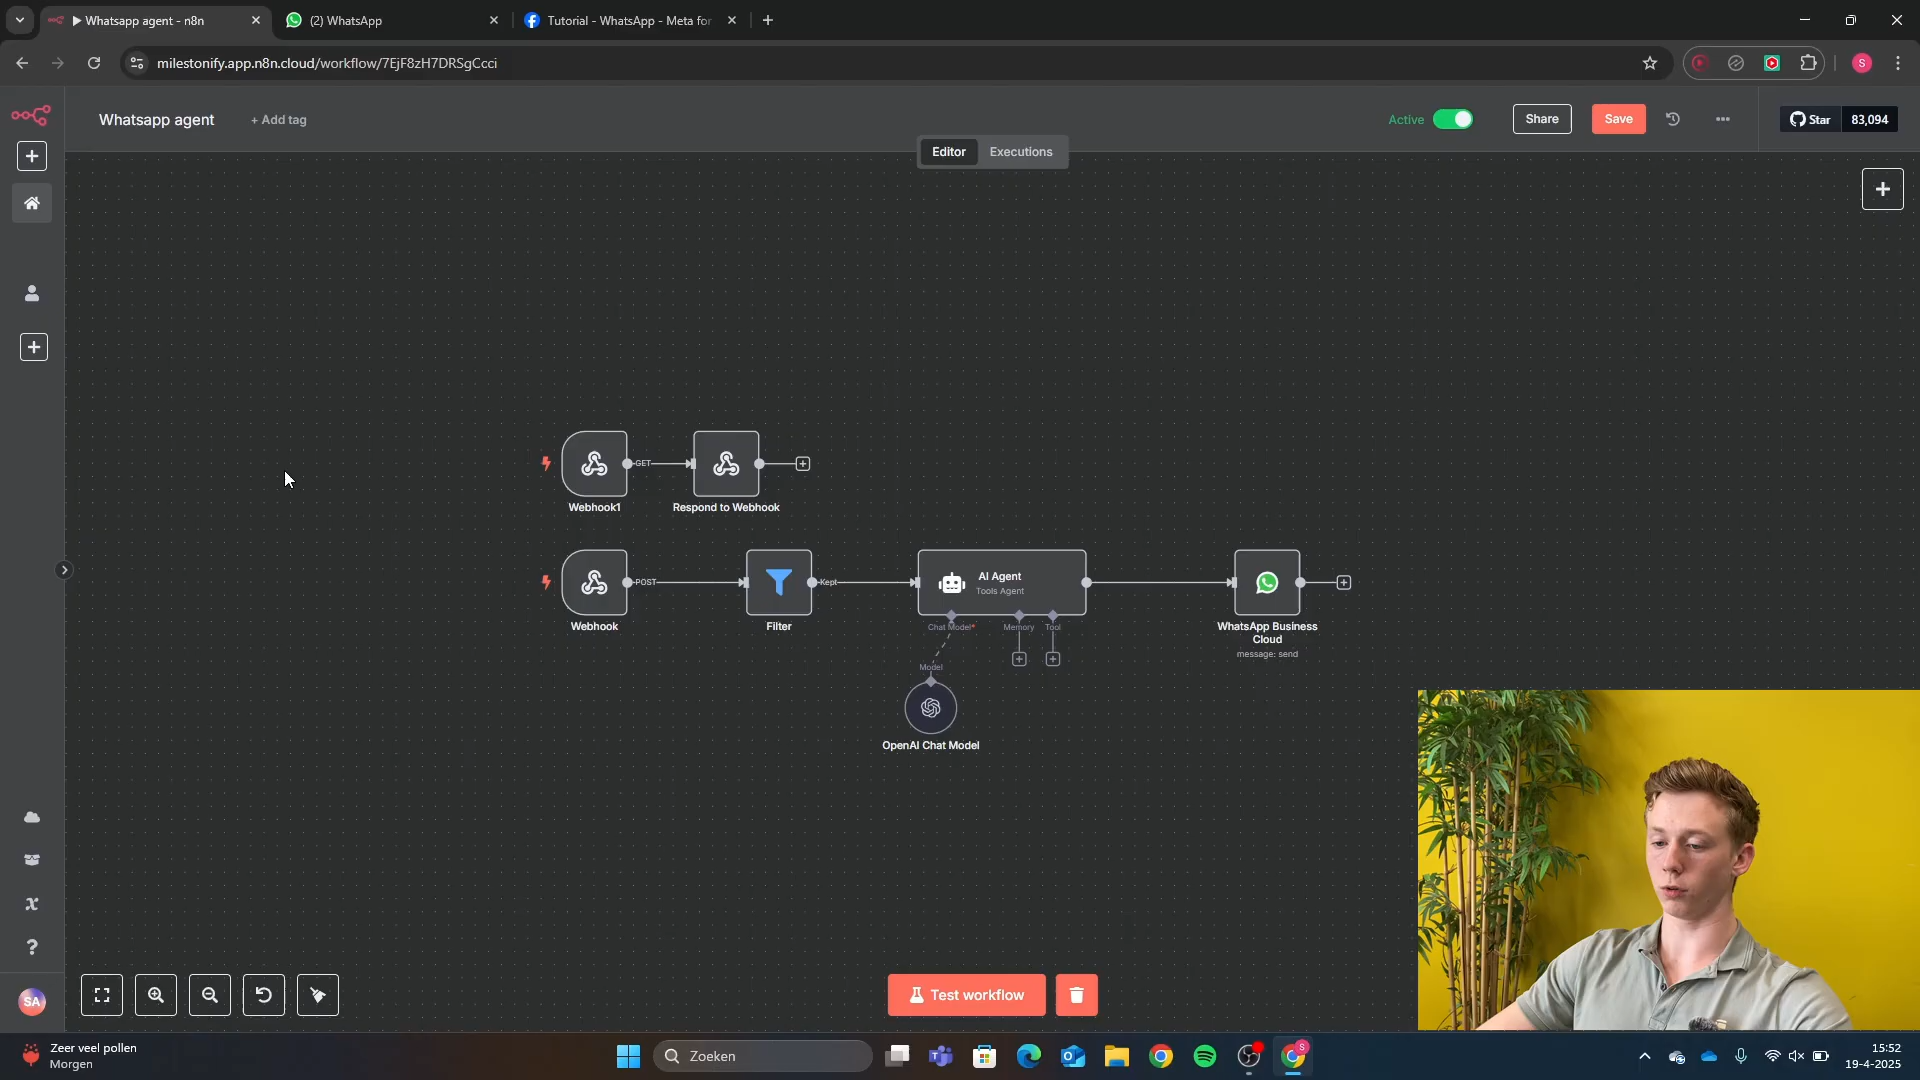 Whatsapp agent - n8n
(2) WhatsApp
Tutorial - WhatsApp - Meta for
milestonify.app.n8n.cloud/workflow/7EjF8zH7DRSgCcci
S
Whatsapp agent
+ Add tag
Active
Share
Save
Star
83,094
Editor
Executions
GET
Webhook1
Respond to Webhook
POST
Kept
AI Agent
Tools Agent
Webhook
Filter
Chat Model*
Memory
Tool
WhatsApp Business
Cloud
message: send
Model
OpenAI Chat Model
SA
Test workflow
Zeer veel pollen
Morgen
Zoeken
S
15:52
19-4-2025